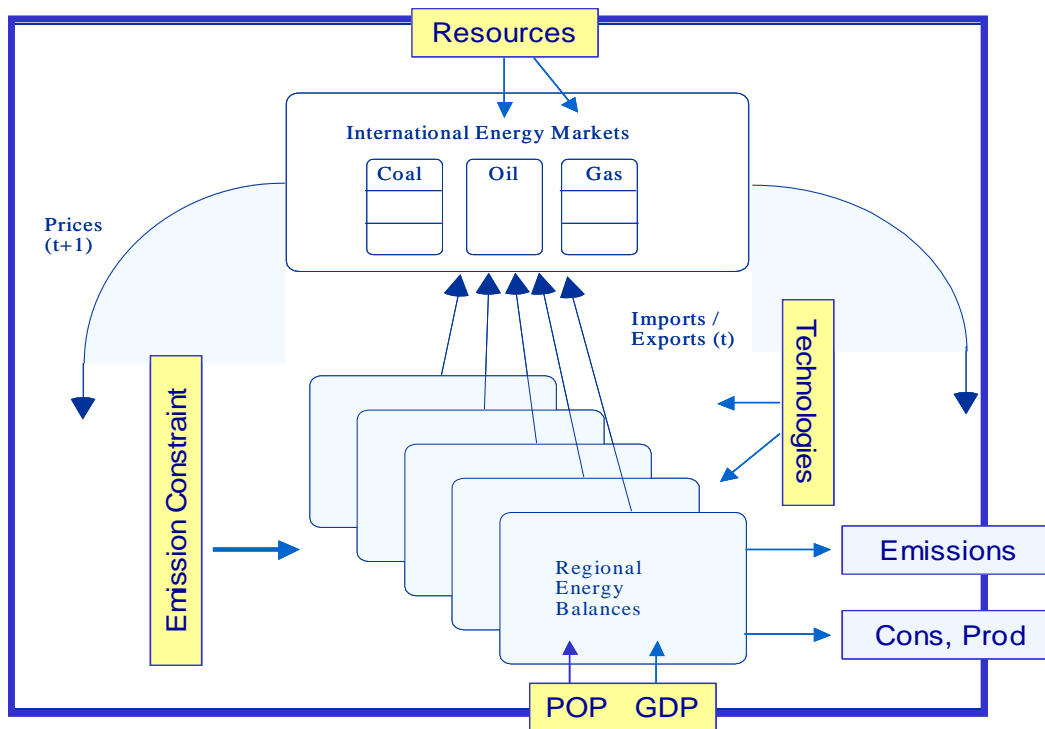 Resources
International Energy Markets
Coal
Oil
Gas
Prices
(t+1)
Imports /
Exports (t)
Technologies
Emission Constraint
Regional
Energy
Balances
Emissions
Cons, Prod
POP GDP